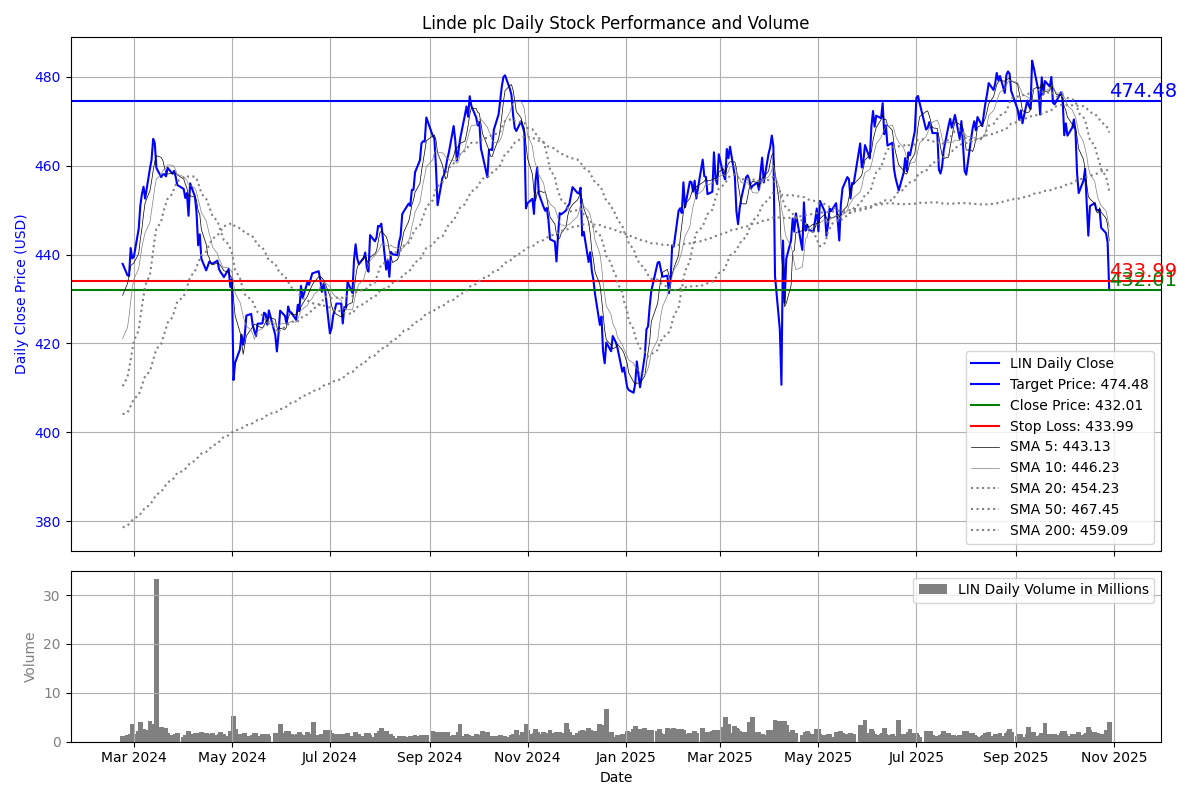 Linde plc Daily Stock Performance and Volume
Daily Close Price (USD)
480
460
440
420
400
380
474.48
433.99
432.01
LIN Daily Close
Target Price: 474.48
Close Price: 432.01
Stop Loss: 433.99
SMA 5: 443.13
SMA 10: 446.23
SMA 20: 454.23
SMA 50: 467.45
SMA 200: 459.09
Volume
30
20
10
0
LIN Daily Volume in Millions
Mar 2024 May 2024 Jul 2024 Sep 2024 Nov 2024 Jan 2025 Mar 2025 May 2025 Jul 2025 Sep 2025 Nov 2025
Date